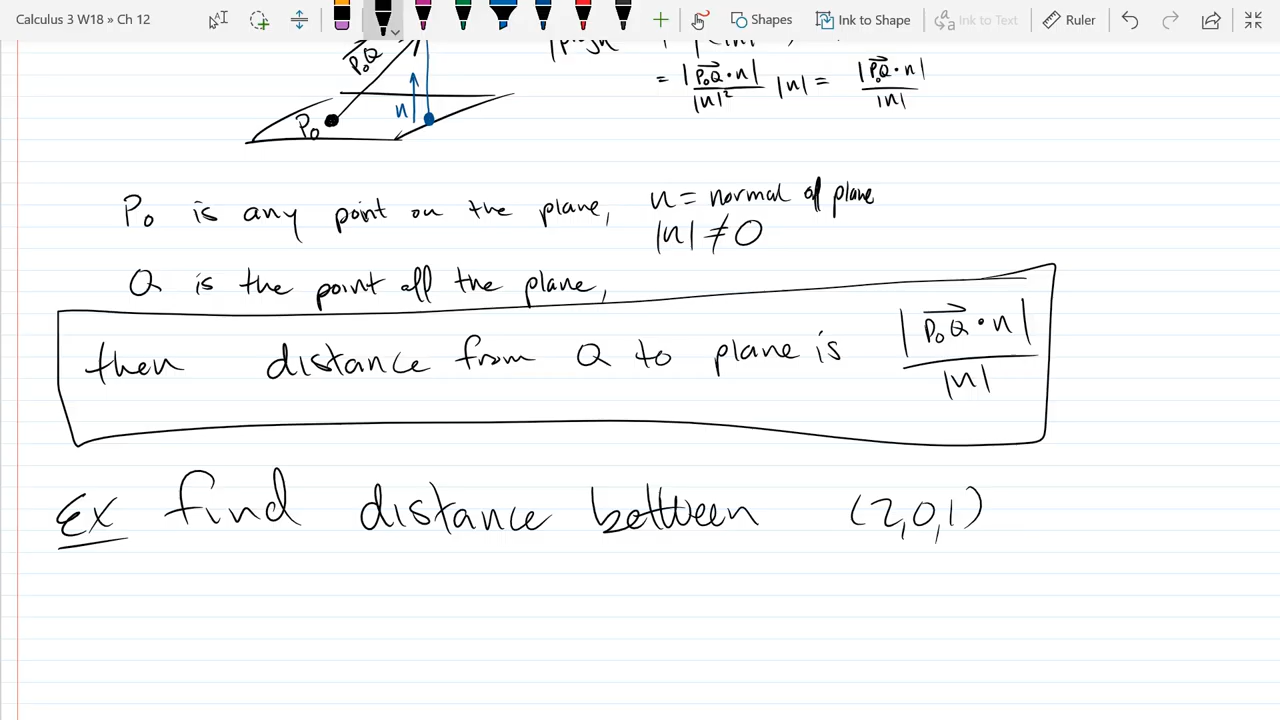 Calculus 3 W18 » Ch 12
Shapes Ink to Shape Ink to Text Ruler
P₀Q
= |P₀Q · n| / |n|² |n| = |P₀Q · n| / |n|
n
P₀
P₀ is any point on the plane, n = normal of plane
|n| ≠ 0
Q is the point off the plane,
then distance from Q to plane is |P₀Q · n| / |n|
Ex find distance between (2,0,1)